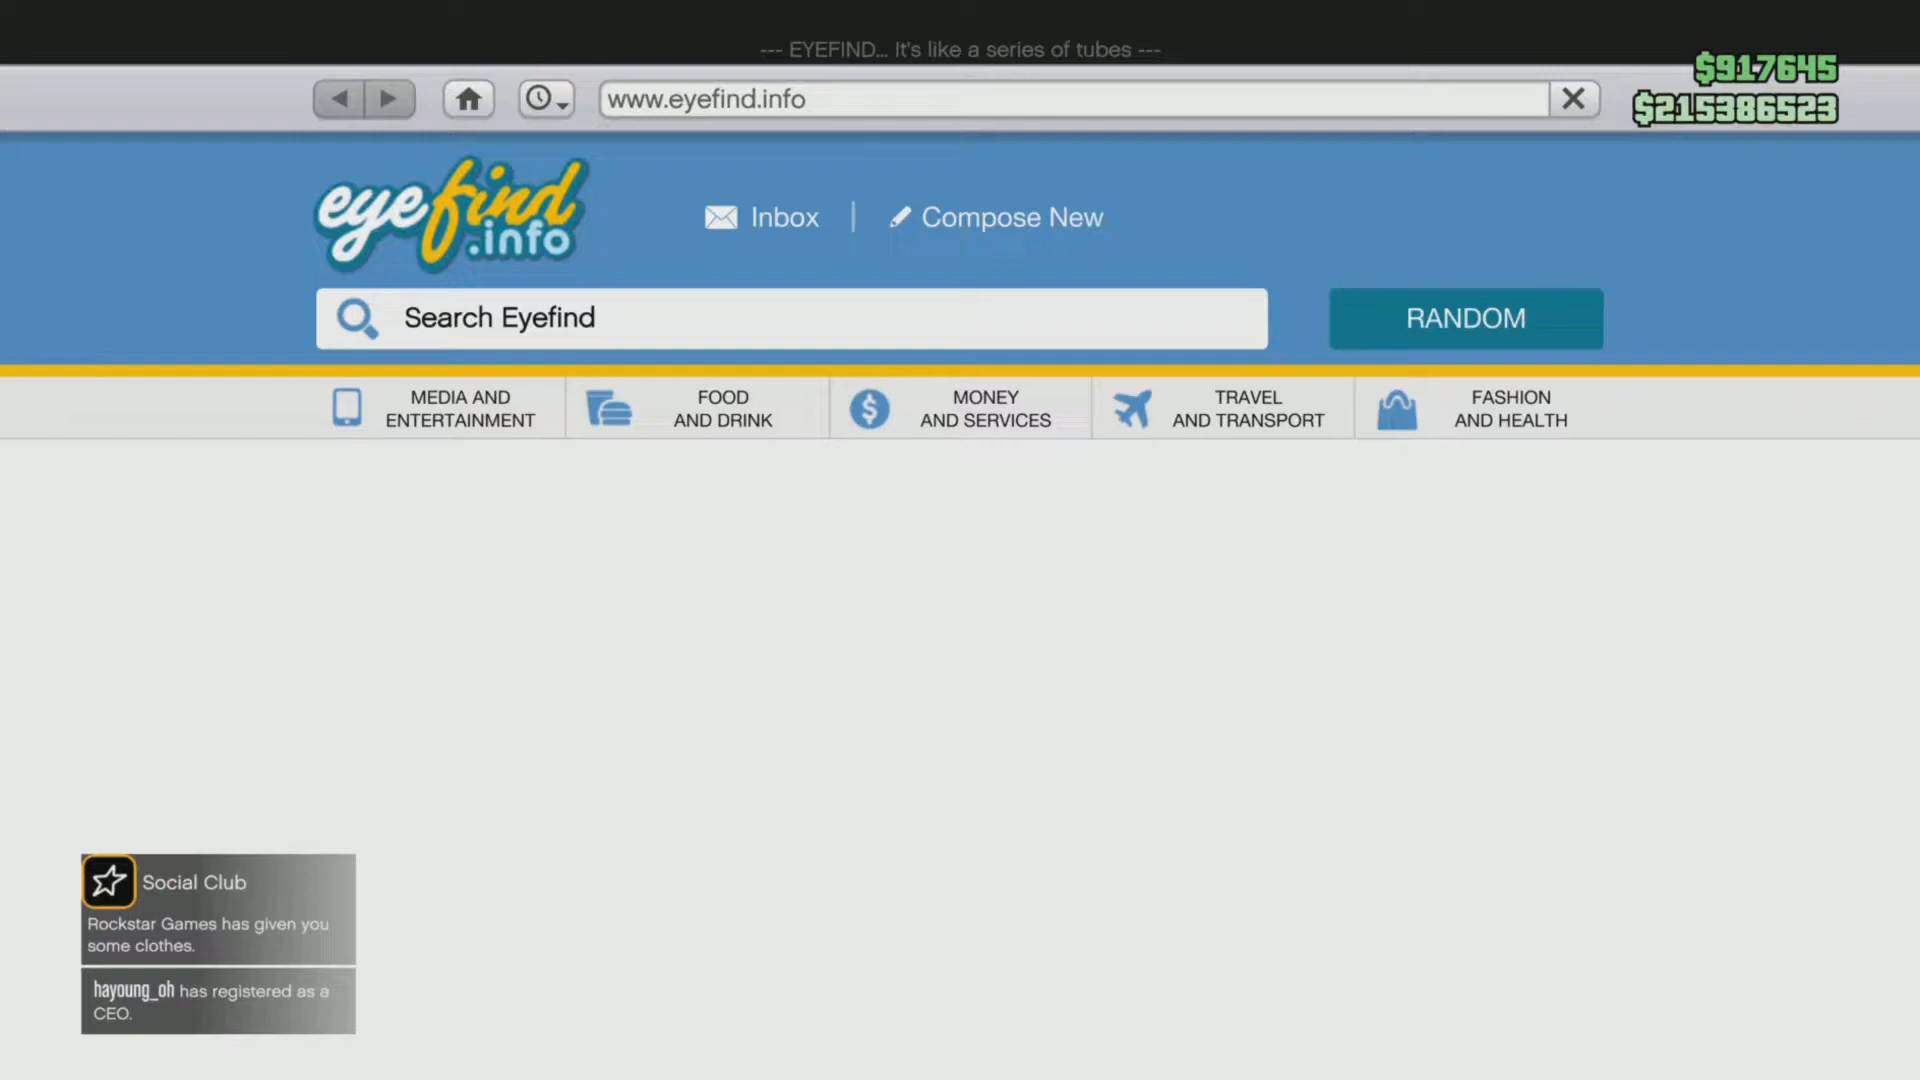 --- EYEFIND... It's like a series of tubes ---
$917645
www.eyefind.info
$215386523
eyefind
.info
Inbox
Compose New
Search Eyefind
RANDOM
MEDIA AND
ENTERTAINMENT
FOOD
AND DRINK
MONEY
AND SERVICES
TRAVEL
AND TRANSPORT
FASHION
AND HEALTH
Social Club
Rockstar Games has given you
some clothes.
hayoung_oh has registered as a
CEO.